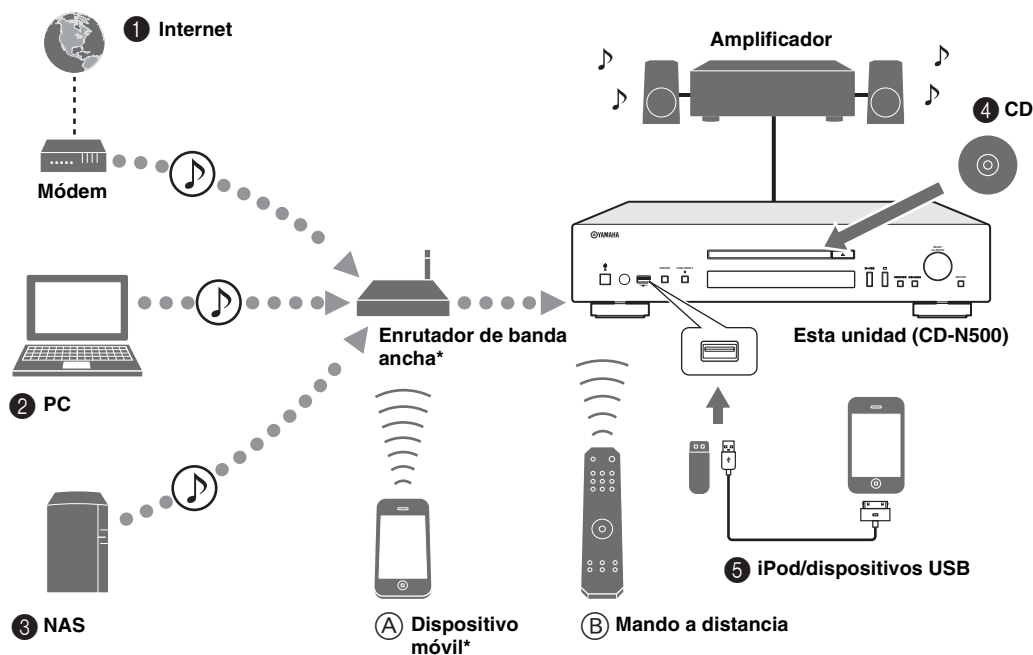 1 Internet
Amplificador
4 CD
Módem
YAMAHA
Enrutador de banda
ancha*
Esta unidad (CD-N500)
2 PC
5 iPod/dispositivos USB
3 NAS
A Dispositivo
móvil*
B Mando a distancia